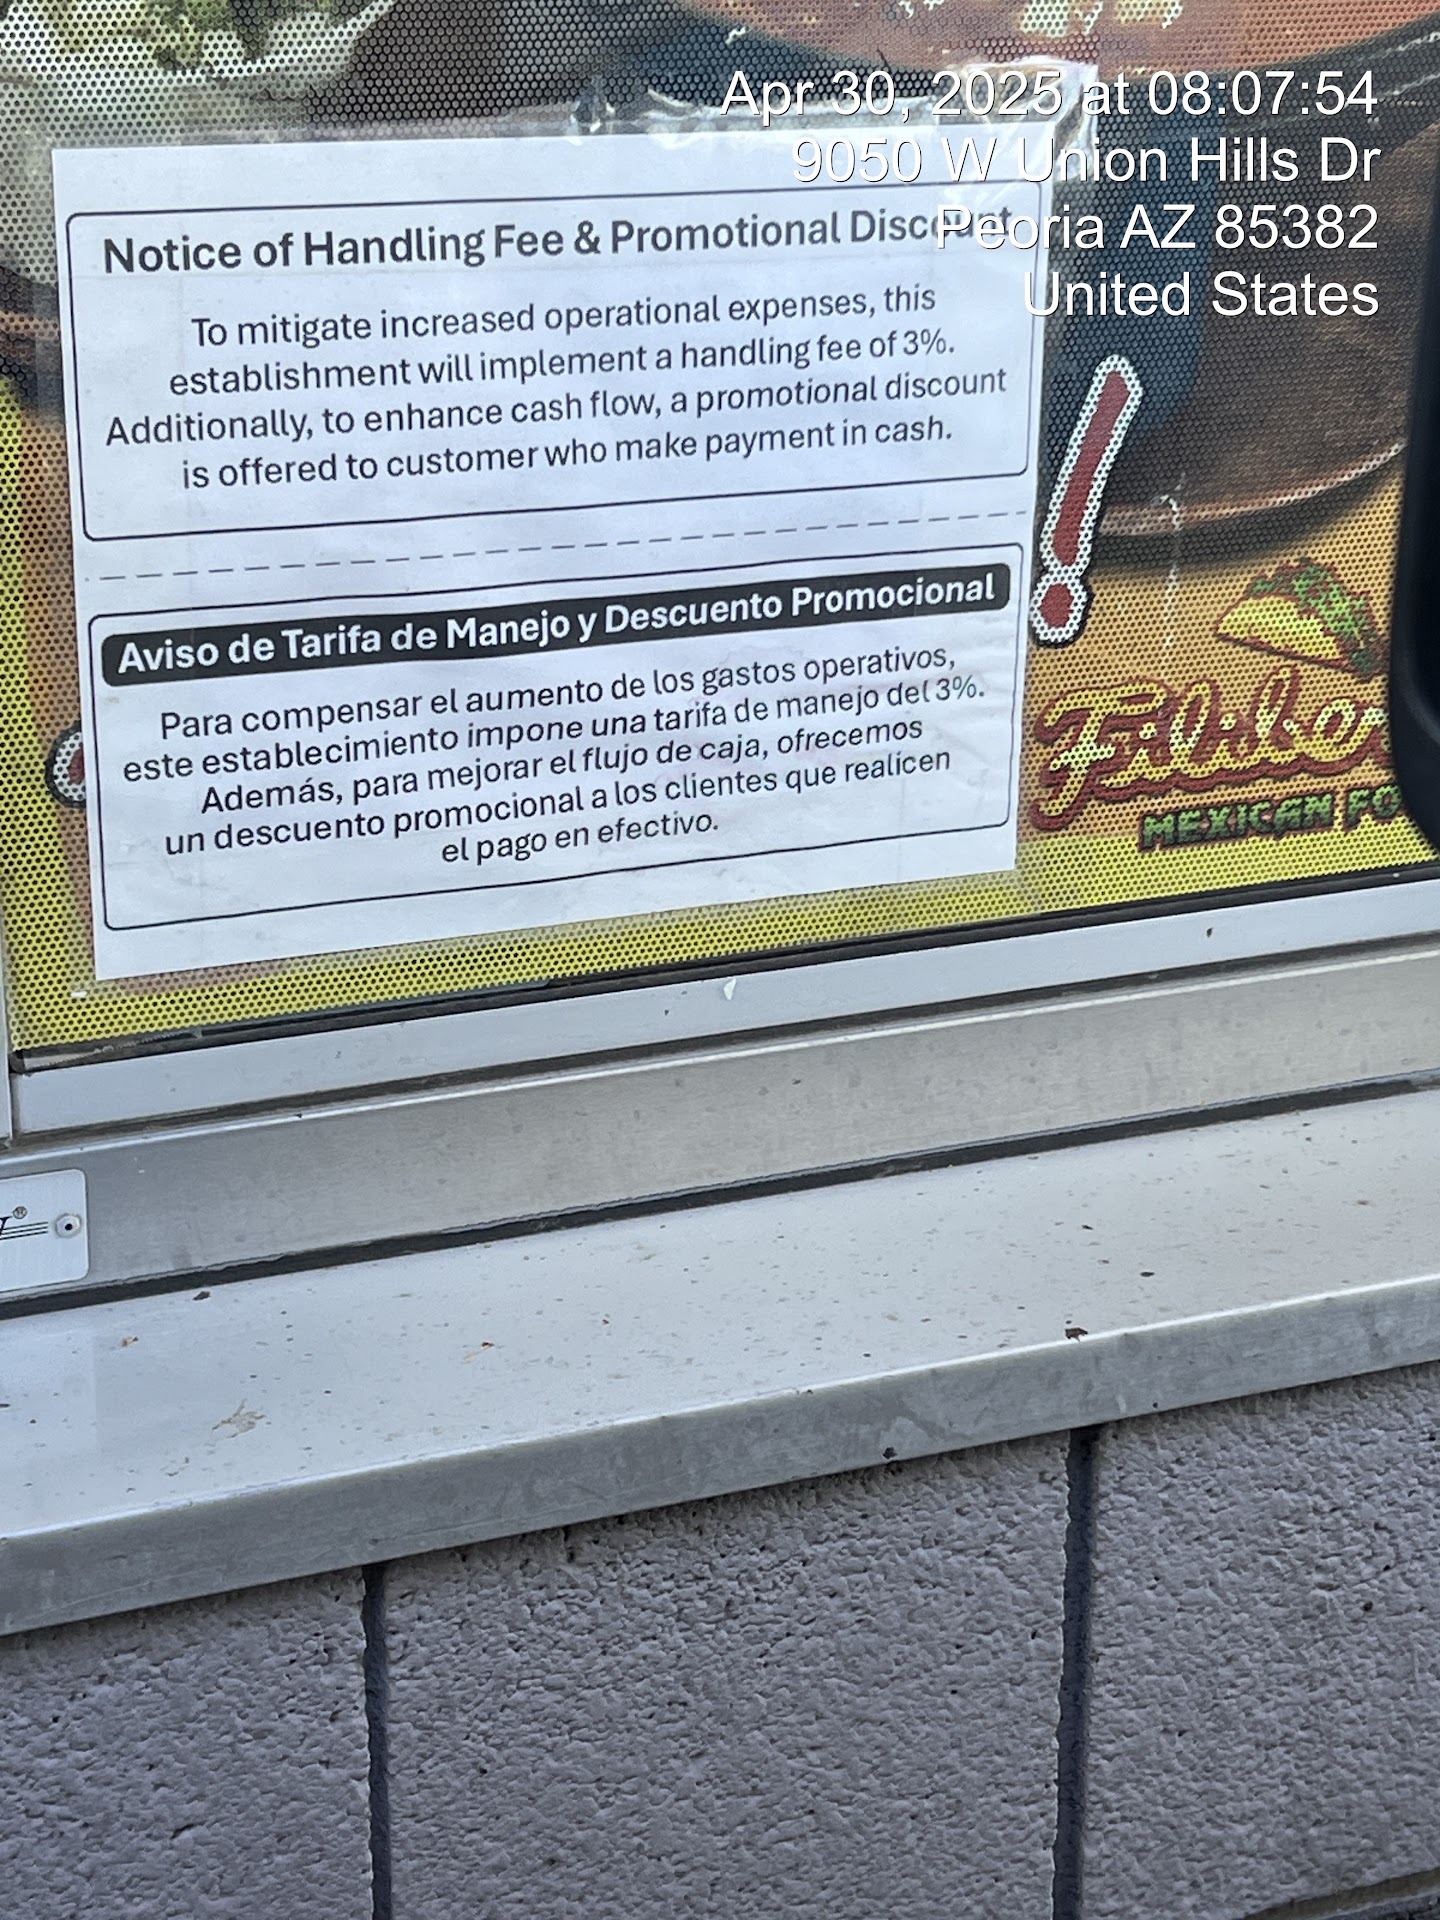 Apr 30, 2025 at 08:07:54
9050 W Union Hills Dr
Peoria AZ 85382
United States
Notice of Handling Fee & Promotional Discount
To mitigate increased operational expenses, this
establishment will implement a handling fee of 3%.
Additionally, to enhance cash flow, a promotional discount
is offered to customer who make payment in cash.
Aviso de Tarifa de Manejo y Descuento Promocional
Para compensar el aumento de los gastos operativos,
este establecimiento impone una tarifa de manejo del 3%.
Además, para mejorar el flujo de caja, ofrecemos
un descuento promocional a los clientes que realicen
el pago en efectivo.
!
MEXICAN
®